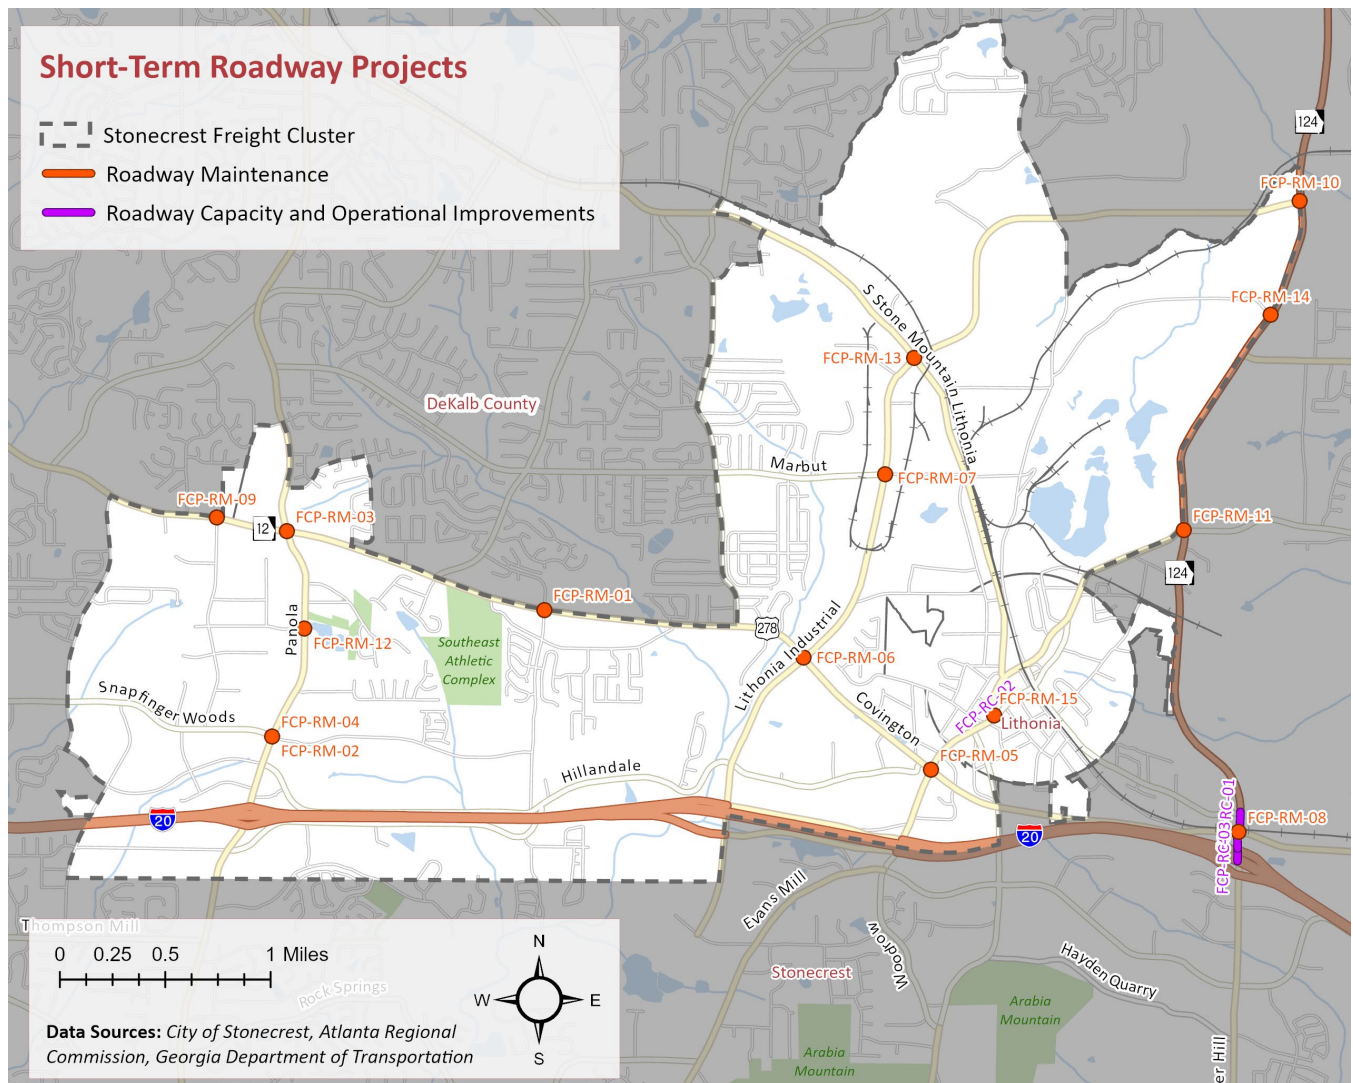 Short-Term Roadway Projects
Stonecrest Freight Cluster
Roadway Maintenance
Roadway Capacity and Operational Improvements
124
FCP-RM-10
FCP-RM-14
S Stone Mountain Lithonia
FCP-RM-13
DeKalb County
Marbut
FCP-RM-07
FCP-RM-09
12
FCP-RM-03
FCP-RM-11
124
FCP-RM-01
Panola
FCP-RM-12
Southeast
Athletic
Complex
278
Lithonia Industrial
FCP-RM-06
Snapfinger Woods
FCP-RC-02
FCP-RM-15
Lithonia
Covington
FCP-RM-04
FCP-RM-02
FCP-RM-05
Hillandale
20
20
FCP-RC-03
RC-01
FCP-RM-08
Evans Mill
Woodrow
Thompson Mill
Hayden Quarry
Stonecrest
Rock Springs
Arabia
Mountain
Arabia
Mountain
er Hill
0 0.25 0.5 1 Miles
N
W E
S
Data Sources: City of Stonecrest, Atlanta Regional
Commission, Georgia Department of Transportation